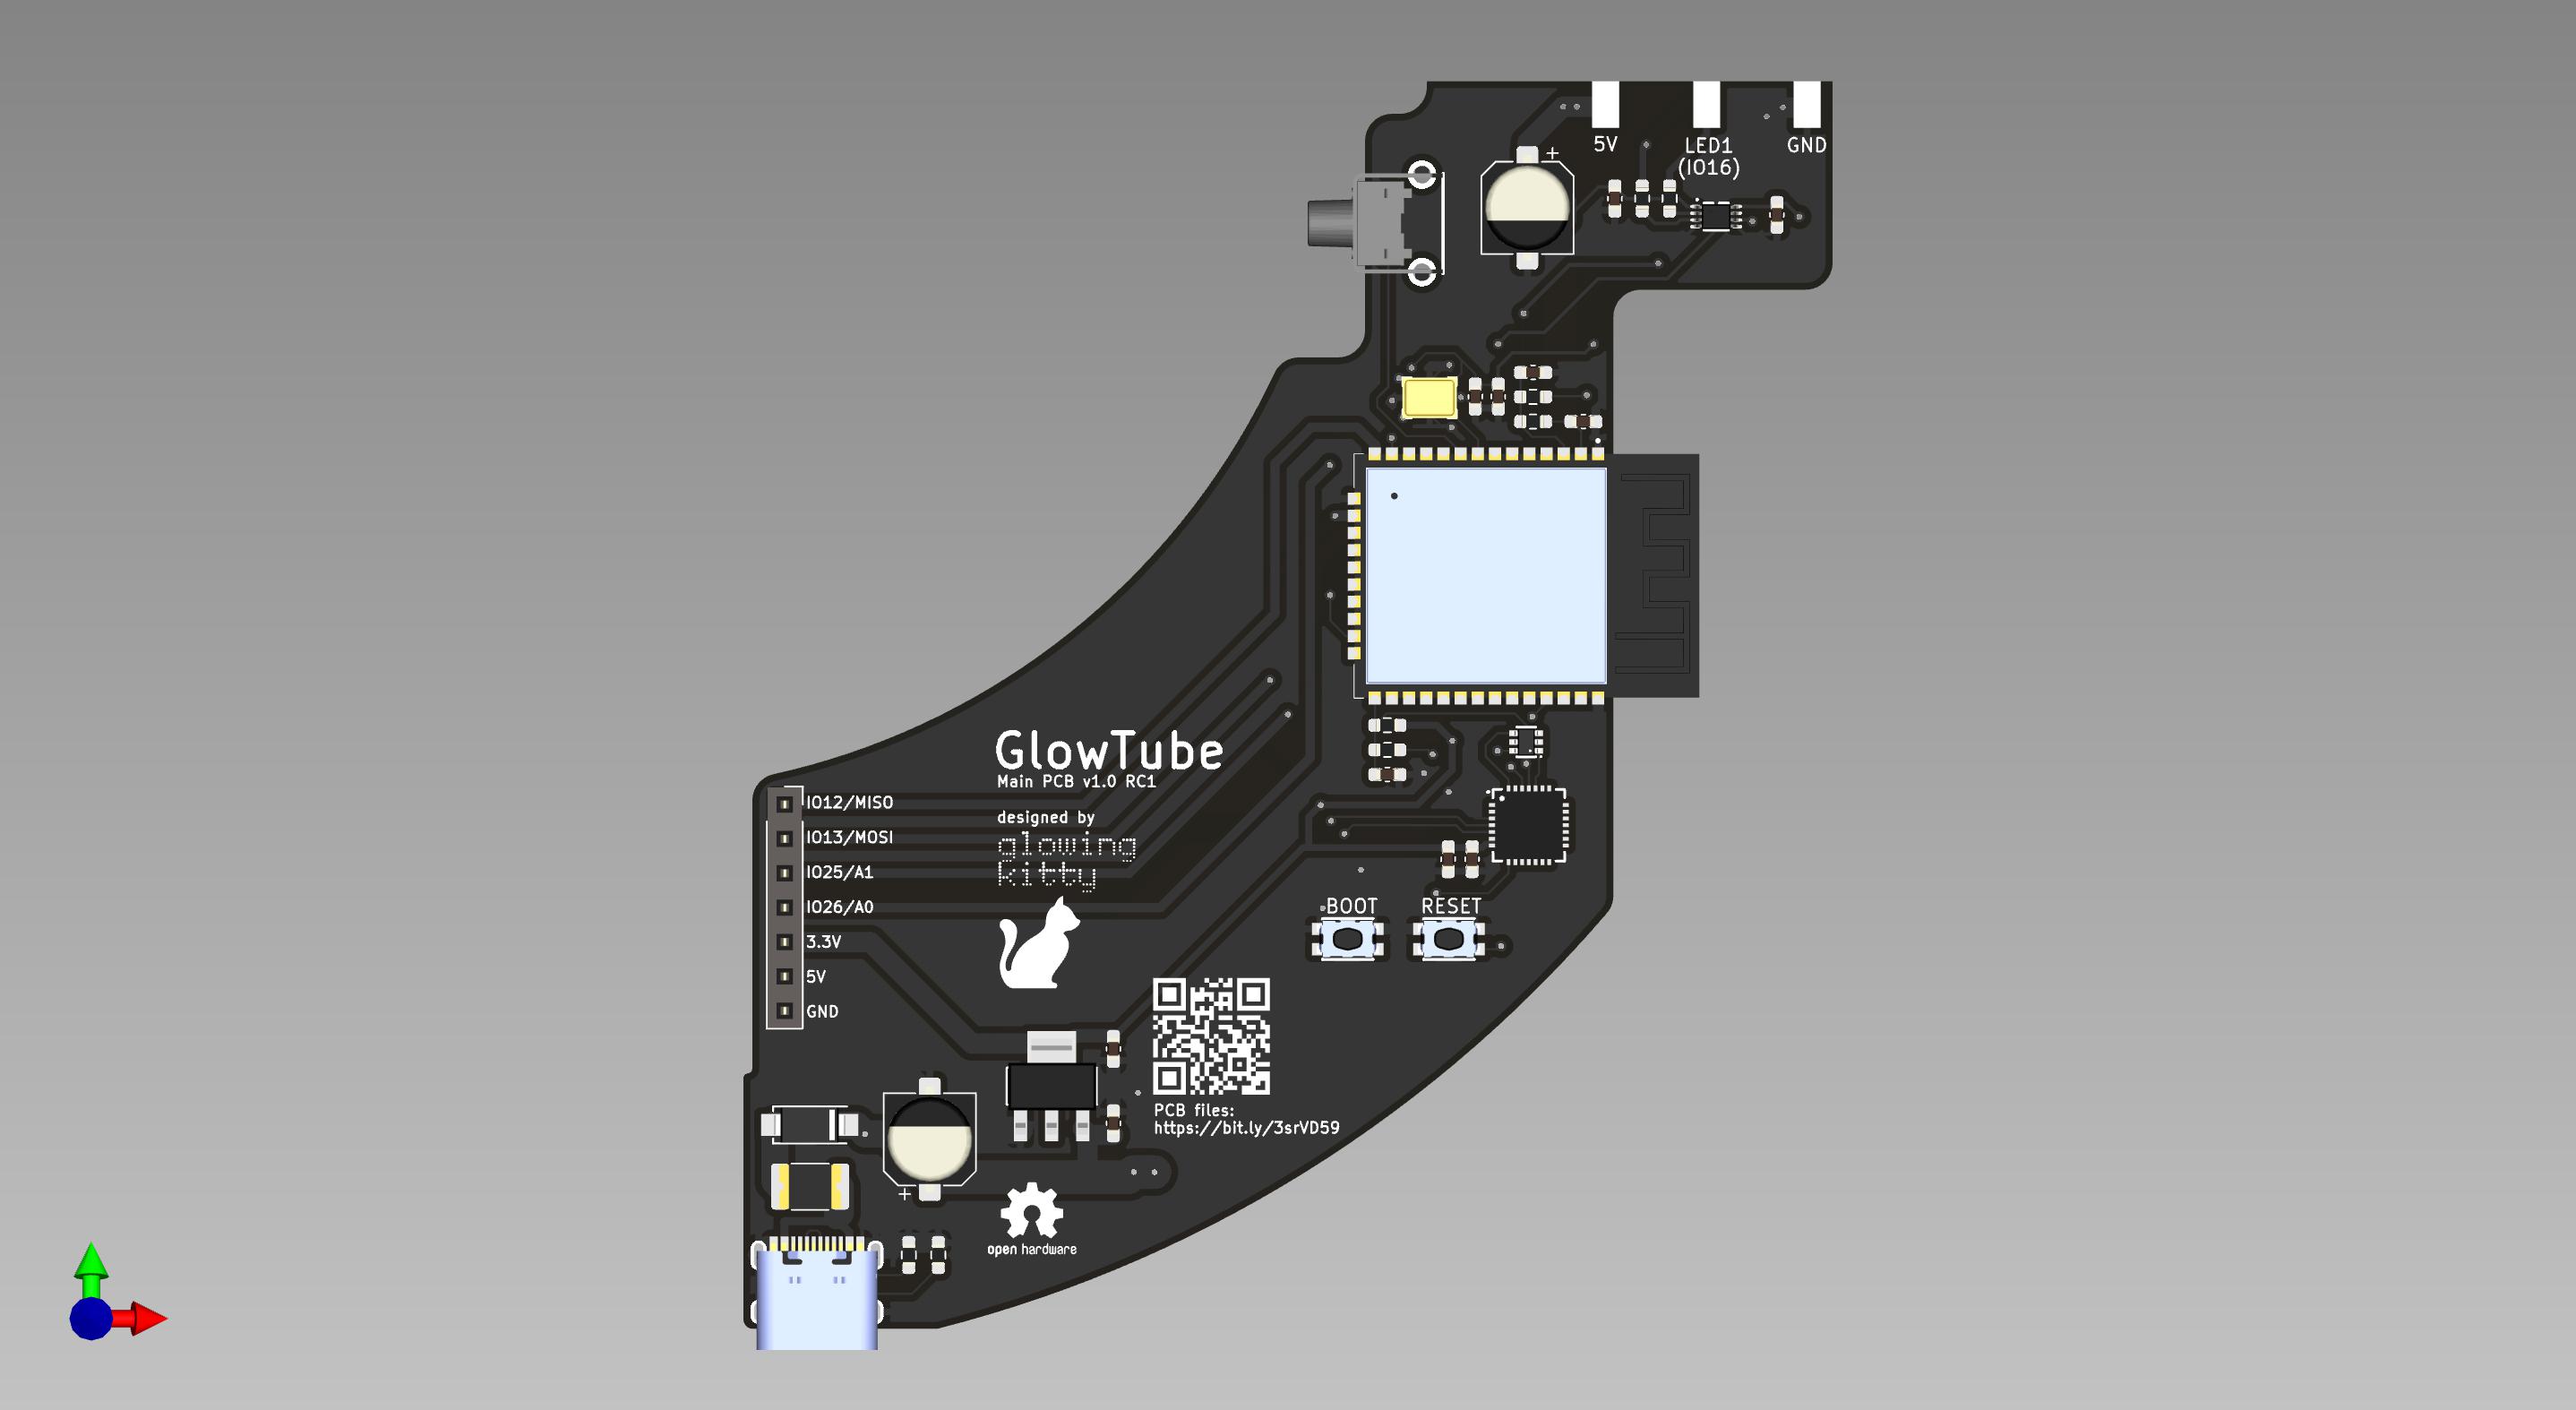 5V
LED1
(IO16)
GND
GlowTube
Main PCB v1.0 RC1
designed by
glowing
kitty
IO12/MISO
IO13/MOSI
IO25/A1
IO26/A0
3.3V
5V
GND
BOOT
RESET
PCB files:
https://bit.ly/3srVD59
open hardware